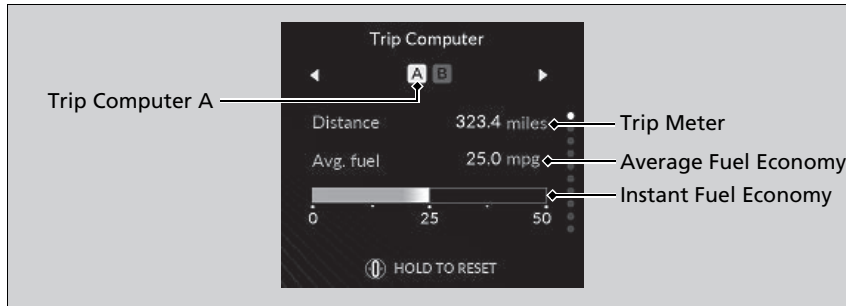 Trip Computer
A B
Trip Computer A
Distance 323.4 miles
Trip Meter
Avg. fuel 25.0 mpg
Average Fuel Economy
Instant Fuel Economy
0 25 50
HOLD TO RESET